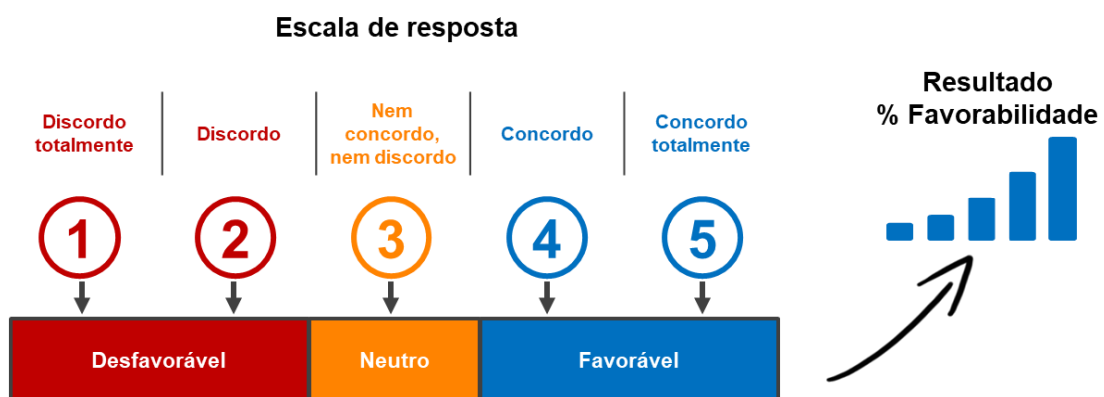 Escala de resposta
Discordo
totalmente
Discordo
Nem
concordo,
nem discordo
Concordo
Concordo
totalmente
1
2
3
4
5
Desfavorável
Neutro
Favorável
Resultado
% Favorabilidade